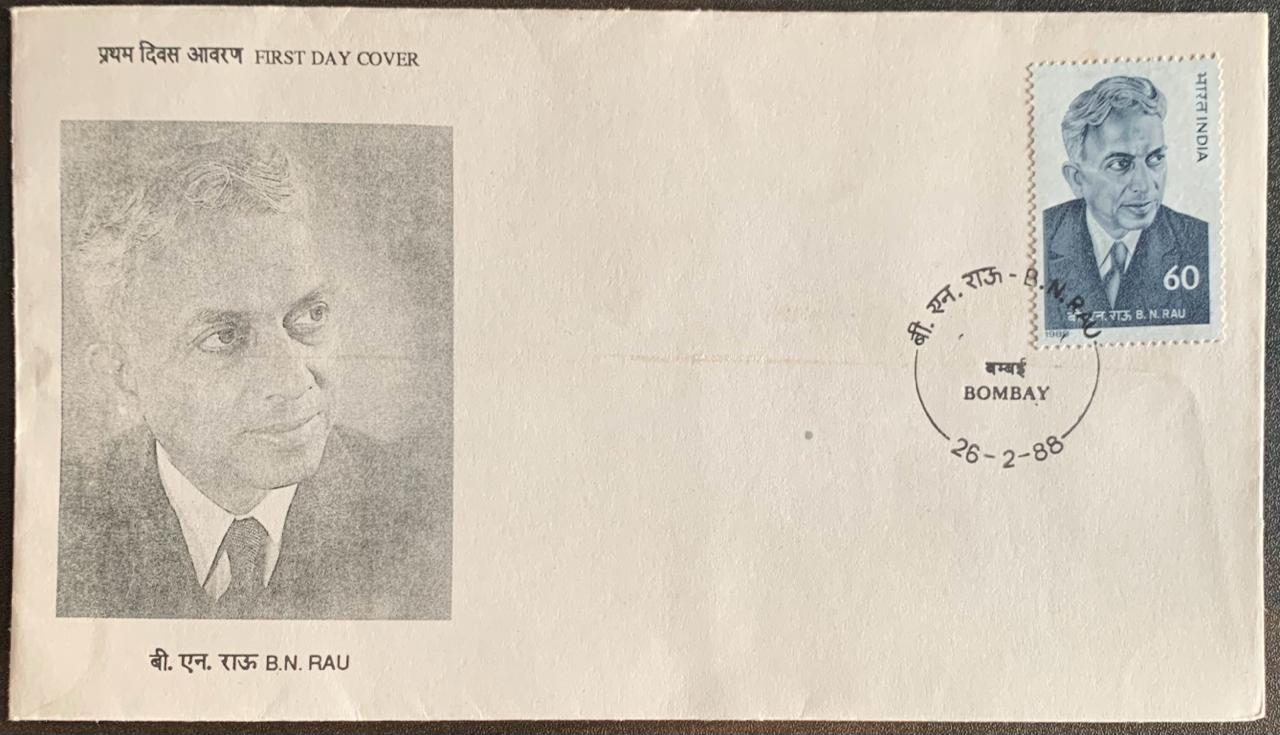 प्रथम दिवस आवरण FIRST DAY COVER
भारत INDIA
60
बी. एन. राऊ B. N. RAU
1988
बी. एन. राऊ - B. N. RAU
बम्बई
BOMBAY
26-2-88
बी. एन. राऊ B.N. RAU